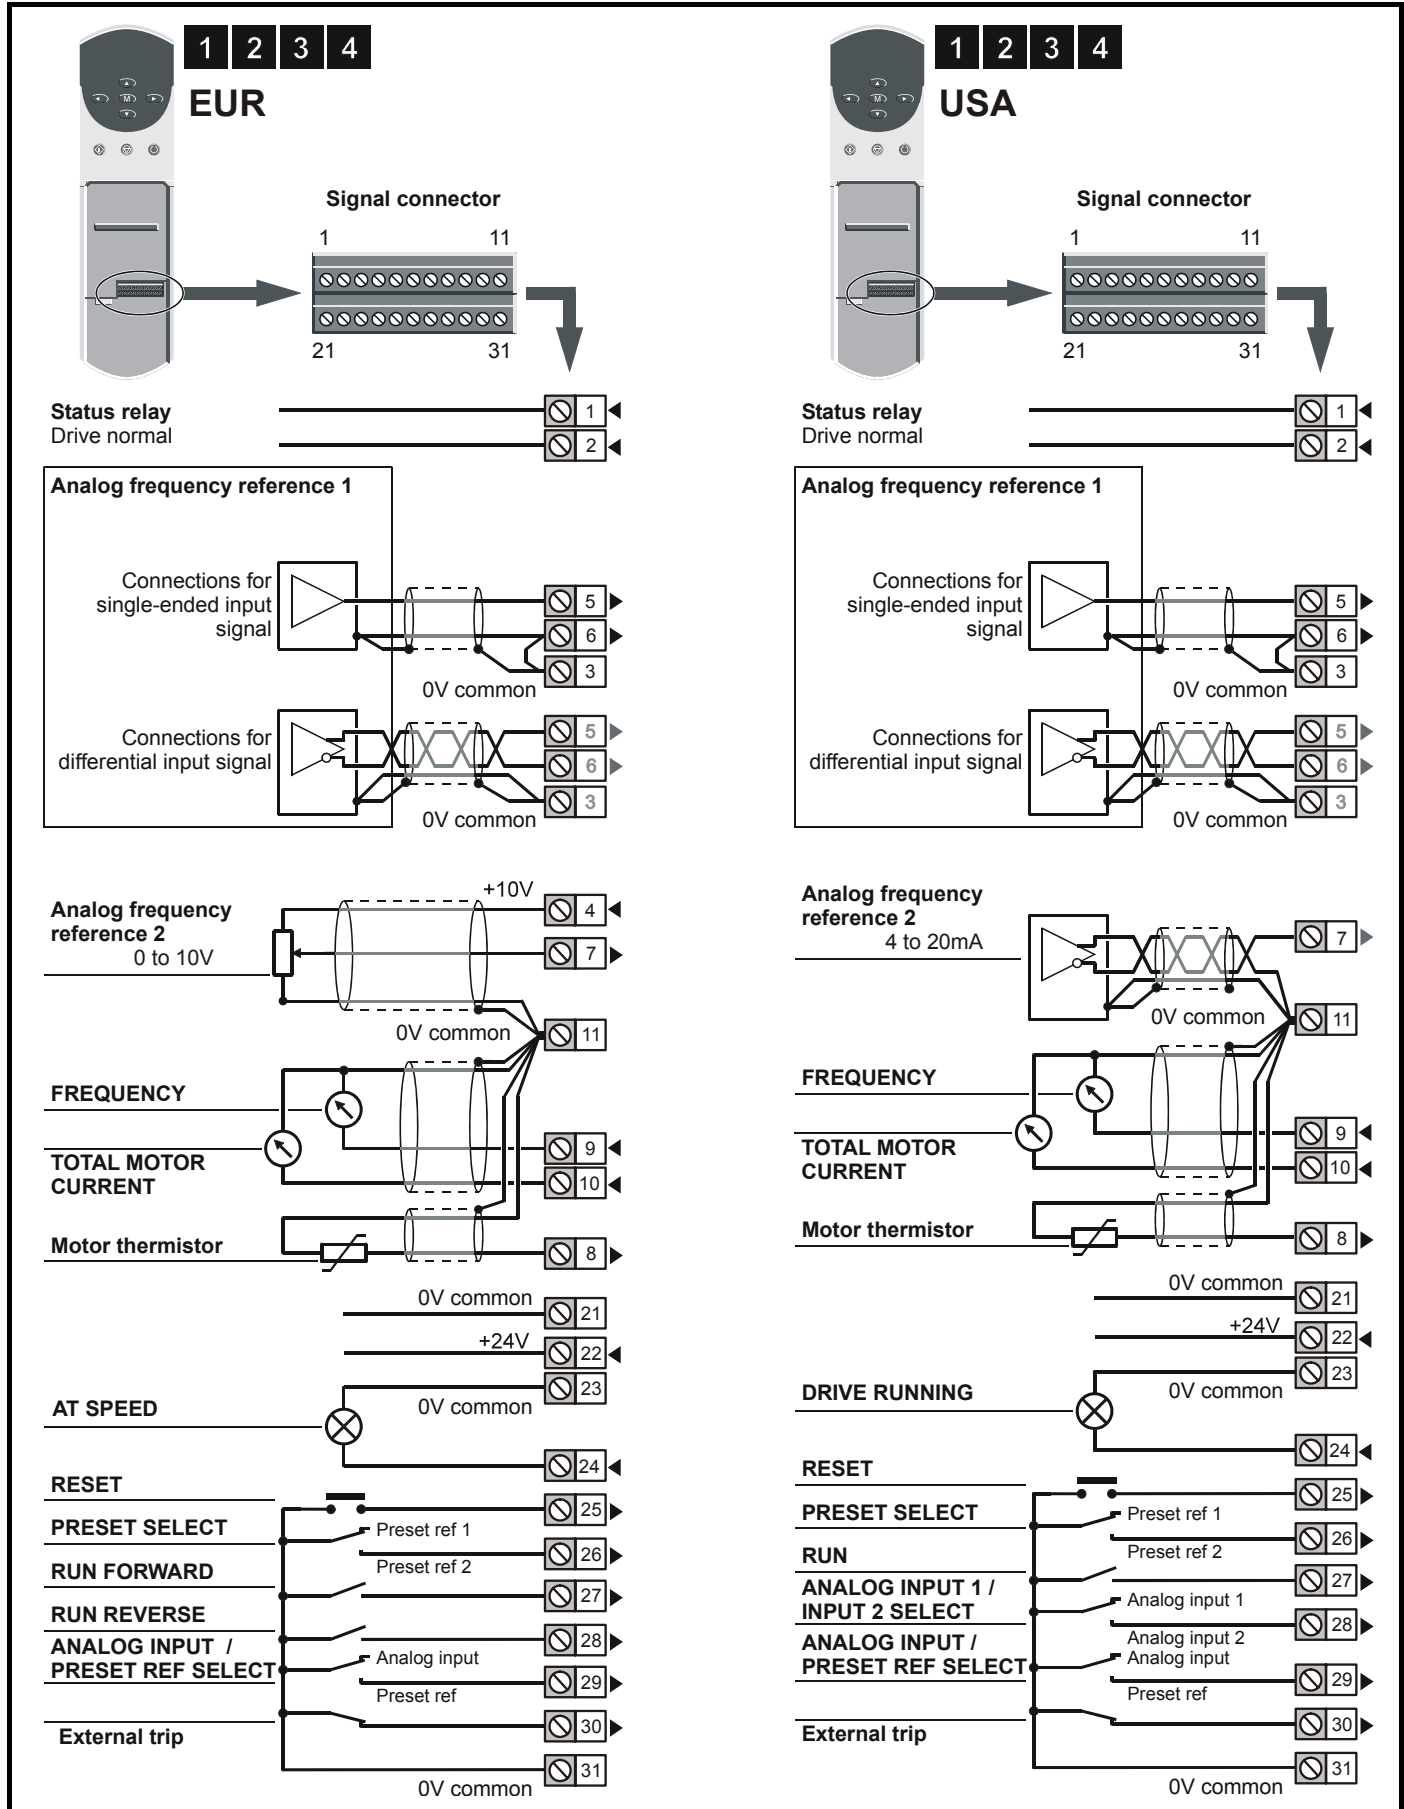 1 2 3 4
EUR
M
Signal connector
1 11
21 31
Status relay
Drive normal
1
2
Analog frequency reference 1
Connections for
single-ended input
signal
5
6
3
0V common
Connections for
differential input signal
5
6
3
0V common
Analog frequency
reference 2
0 to 10V
+10V
4
7
0V common
11
FREQUENCY
TOTAL MOTOR
CURRENT
9
10
Motor thermistor
8
0V common
21
+24V
22
23
0V common
AT SPEED
24
RESET
25
PRESET SELECT
Preset ref 1
26
Preset ref 2
RUN FORWARD
27
RUN REVERSE
28
ANALOG INPUT /
PRESET REF SELECT
Analog input
29
Preset ref
30
External trip
31
0V common
1 2 3 4
USA
M
Signal connector
1 11
21 31
Status relay
Drive normal
1
2
Analog frequency reference 1
Connections for
single-ended input
signal
5
6
3
0V common
Connections for
differential input signal
5
6
3
0V common
Analog frequency
reference 2
4 to 20mA
7
0V common
11
FREQUENCY
TOTAL MOTOR
CURRENT
9
10
Motor thermistor
8
0V common
21
+24V
22
23
0V common
DRIVE RUNNING
24
RESET
25
PRESET SELECT
Preset ref 1
26
Preset ref 2
RUN
27
ANALOG INPUT 1 /
INPUT 2 SELECT
Analog input 1
28
Analog input 2
ANALOG INPUT /
PRESET REF SELECT
Analog input
29
Preset ref
30
External trip
31
0V common